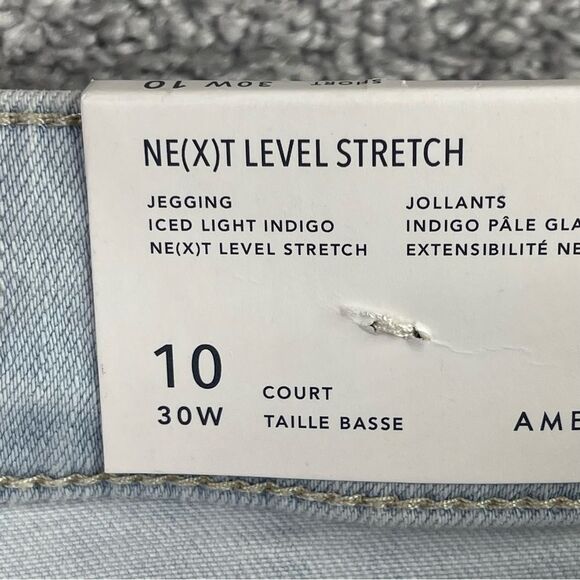 SHORT 30W 10
NE(X)T LEVEL STRETCH
JEGGING
ICED LIGHT INDIGO
NE(X)T LEVEL STRETCH
JOLLANTS
INDIGO PÂLE GLA
EXTENSIBILITÉ NE
10
30W
COURT
TAILLE BASSE
AME